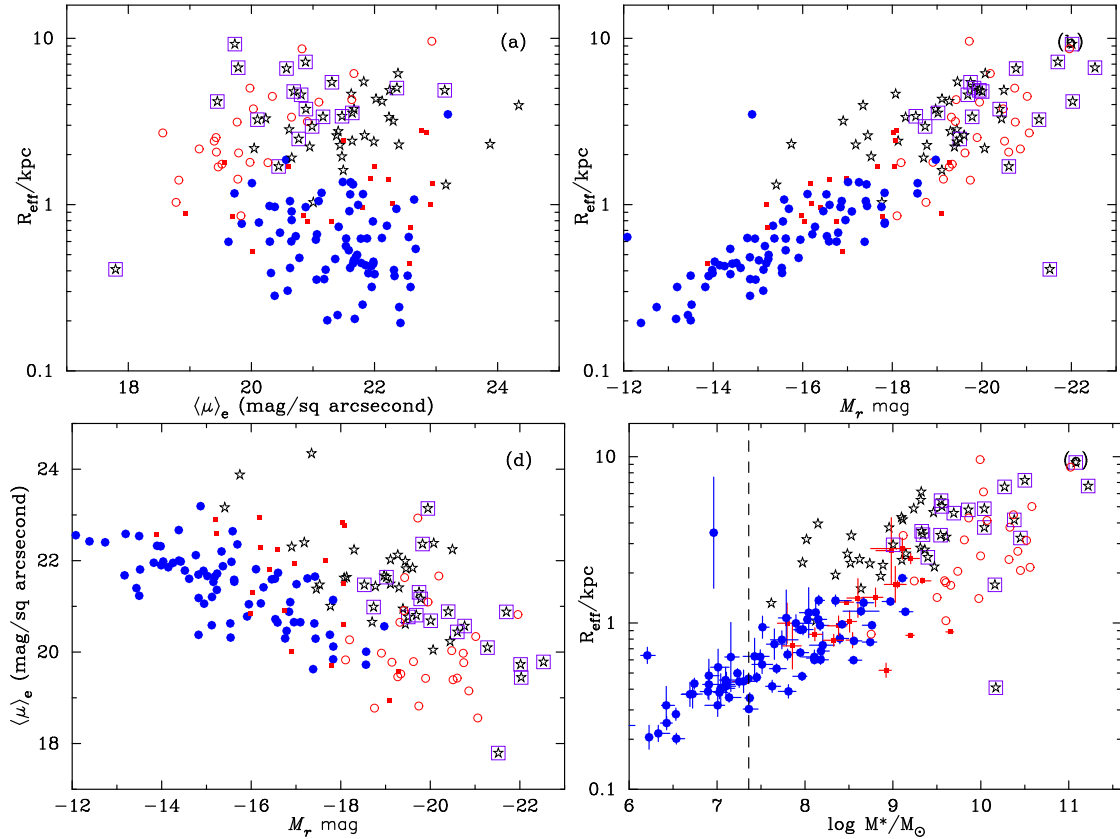 (a)
10
1
0.1
R_eff/kpc
18 20 22 24
⟨μ⟩_e (mag/sq arcsecond)
(b)
10
1
0.1
R_eff/kpc
−12 −14 −16 −18 −20 −22
M_r mag
(d)
24
22
20
18
⟨μ⟩_e (mag/sq arcsecond)
−12 −14 −16 −18 −20 −22
M_r mag
10
1
0.1
R_eff/kpc
6 7 8 9 10 11
log M*/M_⊙